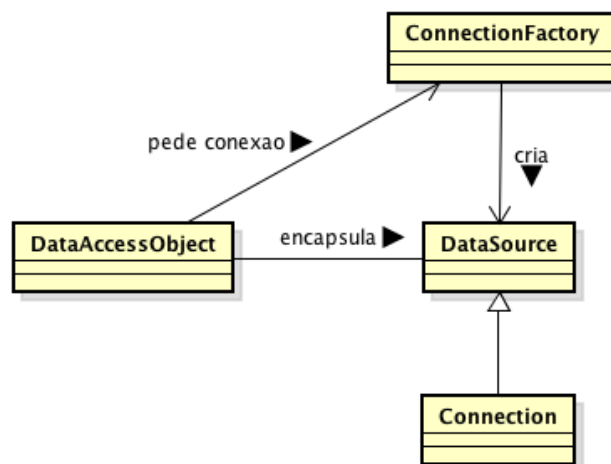 ConnectionFactory
pede conexao ▶
cria
▼
DataAccessObject
encapsula ▶
DataSource
Connection